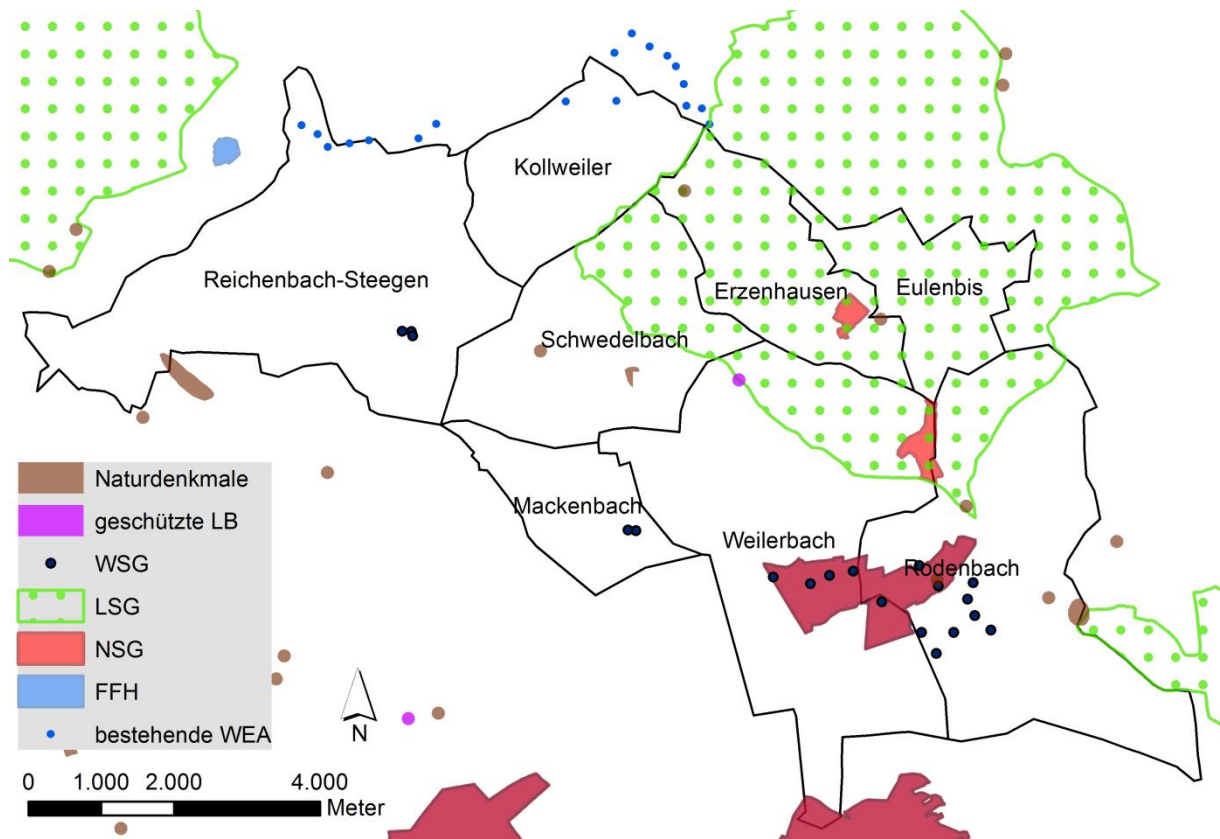 Kollweiler
Reichenbach-Steegen
Erzenhausen
Eulenbis
Schwedelbach
Mackenbach
Weilerbach
Rodenbach
Naturdenkmale
geschützte LB
WSG
LSG
NSG
FFH
bestehende WEA
N
0 1.000 2.000 4.000
Meter